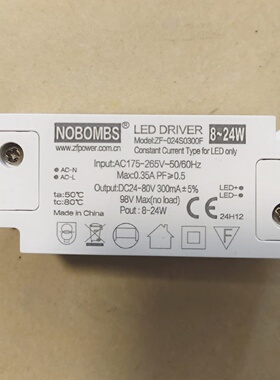 NOBOMBS®
www.zfpower.com.cn
LED DRIVER
Model:ZF-024S0300F
8~24W
Constant Current Type for LED only
Input:AC175-265V~50/60Hz
Max:0.35A PF≥0.5
Output:DC24-80V 300mA±5%
98V Max(no load)
Pout : 8-24W
AC-N
AC-L
LED+
LED-
ta:50℃
tc:80℃
Made in China
CE
24H12